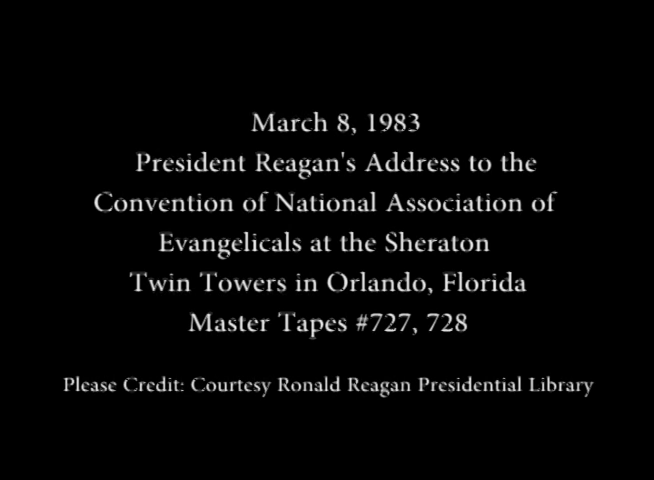 March 8, 1983
President Reagan's Address to the
Convention of National Association of
Evangelicals at the Sheraton
Twin Towers in Orlando, Florida
Master Tapes #727, 728
Please Credit: Courtesy Ronald Reagan Presidential Library